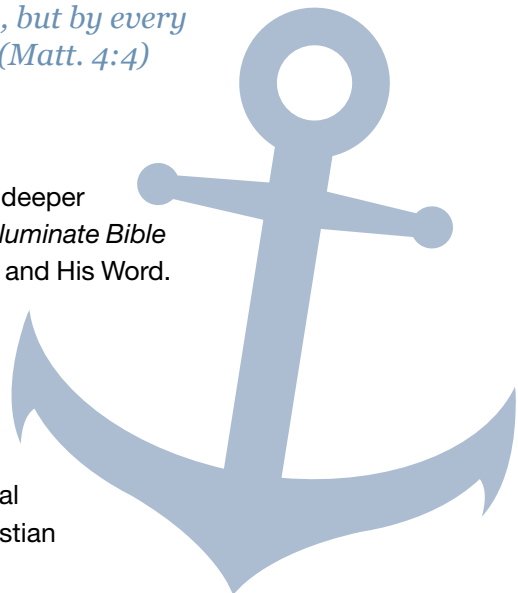 , but by every
(Matt. 4:4)
deeper
luminate Bible
and His Word.
al
stian